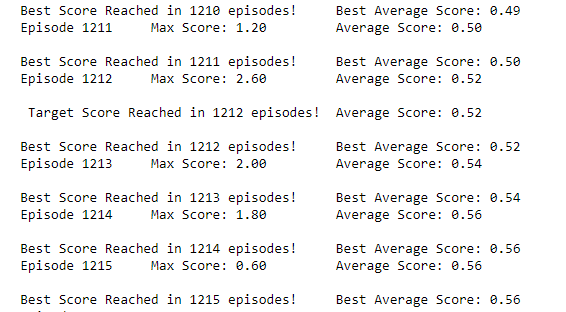 Best Score Reached in 1210 episodes!     Best Average Score: 0.49
Episode 1211     Max Score: 1.20         Average Score: 0.50
Best Score Reached in 1211 episodes!     Best Average Score: 0.50
Episode 1212     Max Score: 2.60         Average Score: 0.52
Target Score Reached in 1212 episodes!  Average Score: 0.52
Best Score Reached in 1212 episodes!     Best Average Score: 0.52
Episode 1213     Max Score: 2.00         Average Score: 0.54
Best Score Reached in 1213 episodes!     Best Average Score: 0.54
Episode 1214     Max Score: 1.80         Average Score: 0.56
Best Score Reached in 1214 episodes!     Best Average Score: 0.56
Episode 1215     Max Score: 0.60         Average Score: 0.56
Best Score Reached in 1215 episodes!     Best Average Score: 0.56